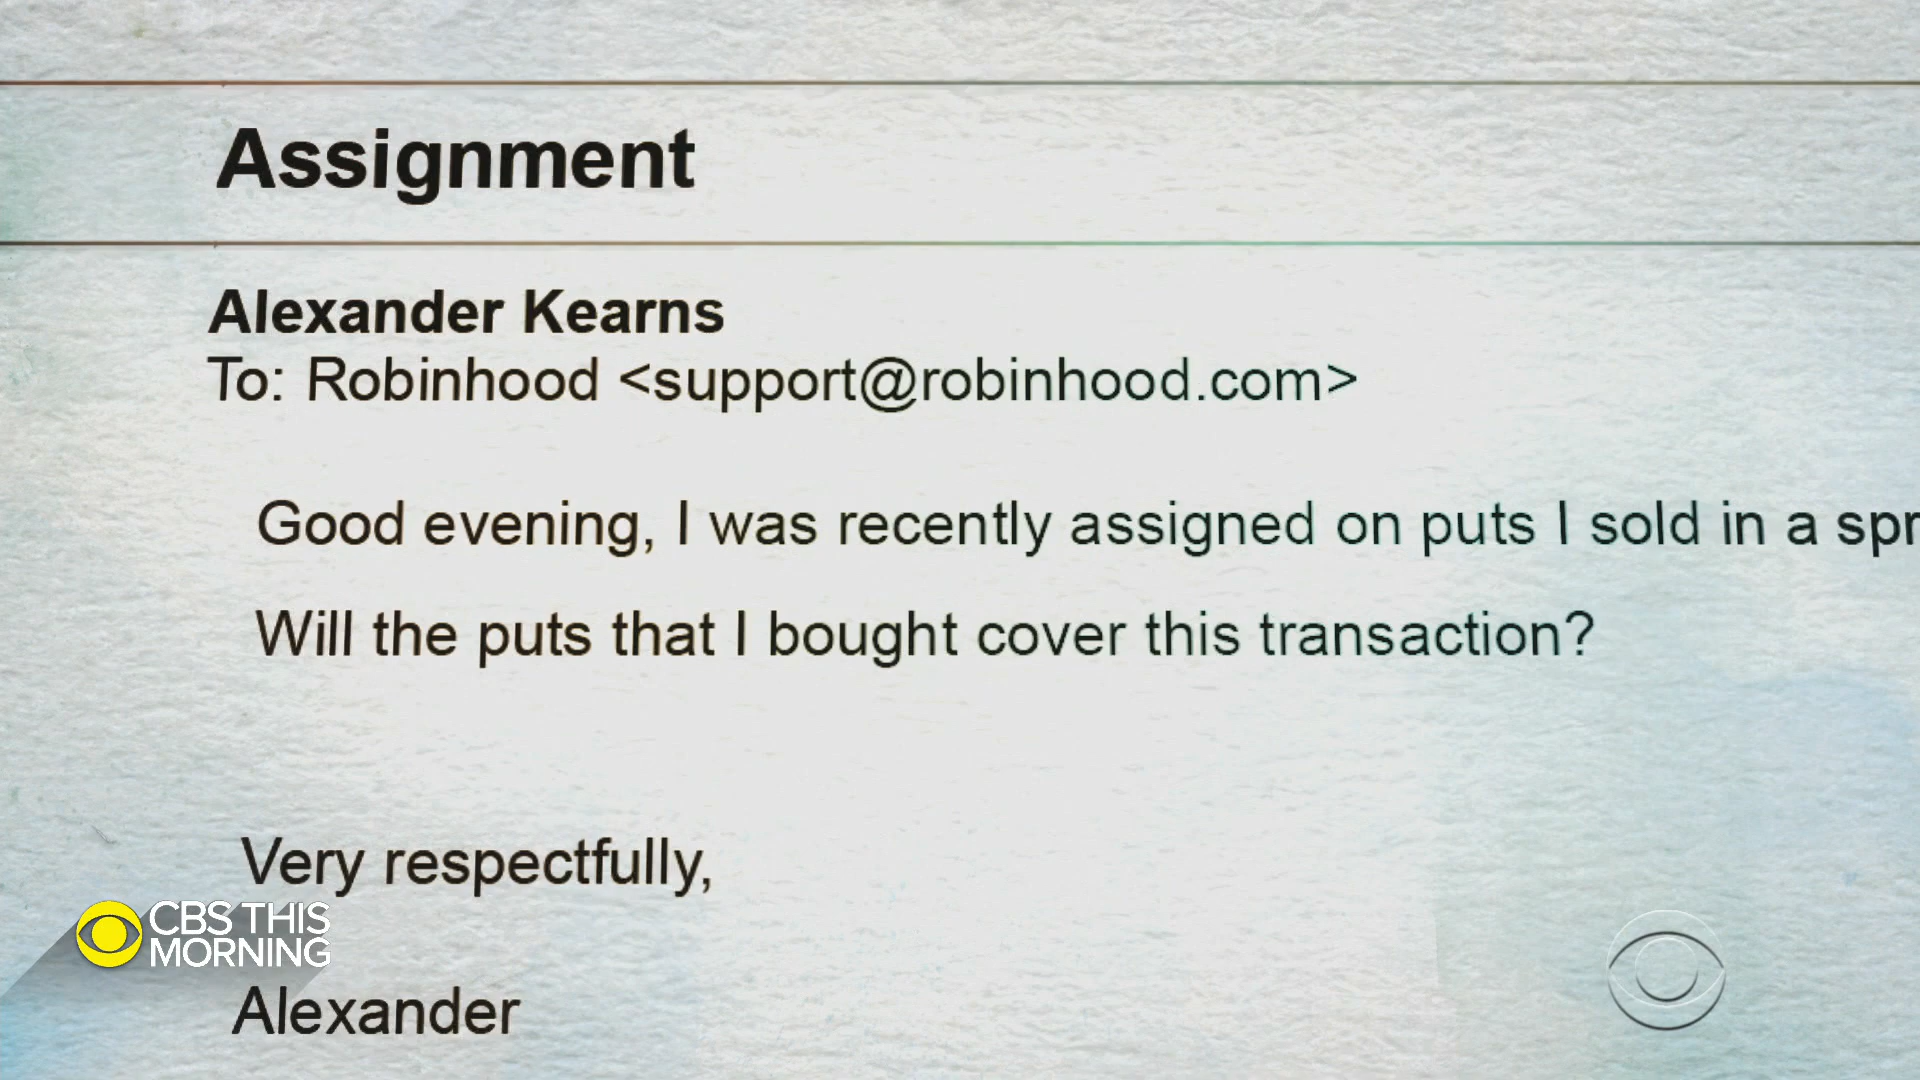 Assignment
Alexander Kearns
To: Robinhood <support@robinhood.com>
Good evening, I was recently assigned on puts I sold in a spr
Will the puts that I bought cover this transaction?
Very respectfully,
CBS THIS
MORNING
Alexander